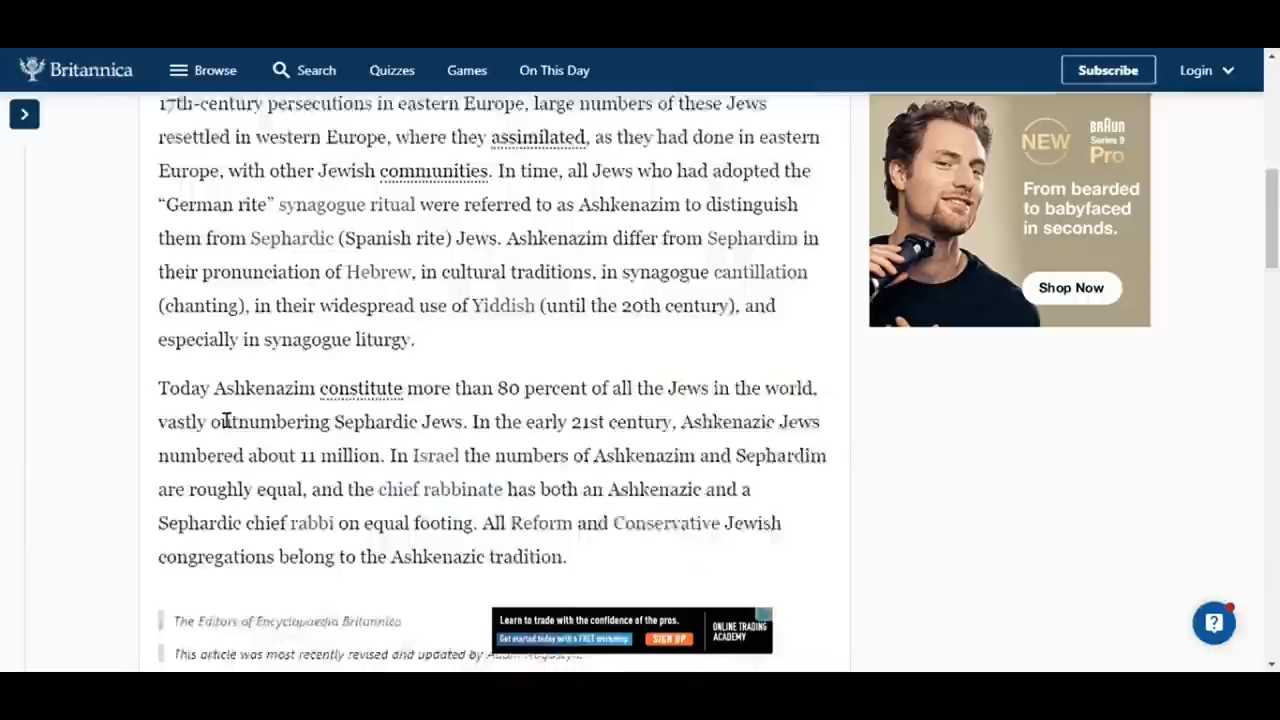 Britannica
Browse
Search
Quizzes
Games
On This Day
Subscribe
Login
17th-century persecutions in eastern Europe, large numbers of these Jews
resettled in western Europe, where they assimilated, as they had done in eastern
Europe, with other Jewish communities. In time, all Jews who had adopted the
“German rite” synagogue ritual were referred to as Ashkenazim to distinguish
them from Sephardic (Spanish rite) Jews. Ashkenazim differ from Sephardim in
their pronunciation of Hebrew, in cultural traditions, in synagogue cantillation
(chanting), in their widespread use of Yiddish (until the 20th century), and
especially in synagogue liturgy.
Today Ashkenazim constitute more than 80 percent of all the Jews in the world,
vastly outnumbering Sephardic Jews. In the early 21st century, Ashkenazic Jews
numbered about 11 million. In Israel the numbers of Ashkenazim and Sephardim
are roughly equal, and the chief rabbinate has both an Ashkenazic and a
Sephardic chief rabbi on equal footing. All Reform and Conservative Jewish
congregations belong to the Ashkenazic tradition.
The Editors of Encyclopaedia Britannica
This article was most recently revised and updated by
NEW
BRAUN
Series 9
Pro
From bearded
to babyfaced
in seconds.
Shop Now
Learn to trade with the confidence of the pros.
Get started today with a FREE workshop
SIGN UP
ONLINE TRADING
ACADEMY